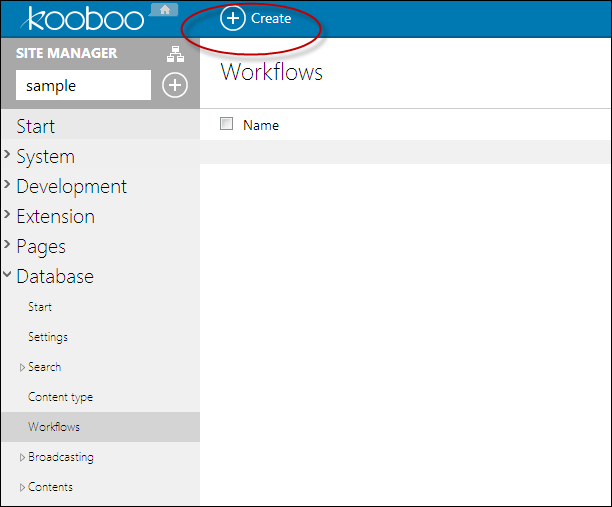 kooboo
Create
SITE MANAGER
sample
Workflows
Name
Start
System
Development
Extension
Pages
Database
Start
Settings
Search
Content type
Workflows
Broadcasting
Contents